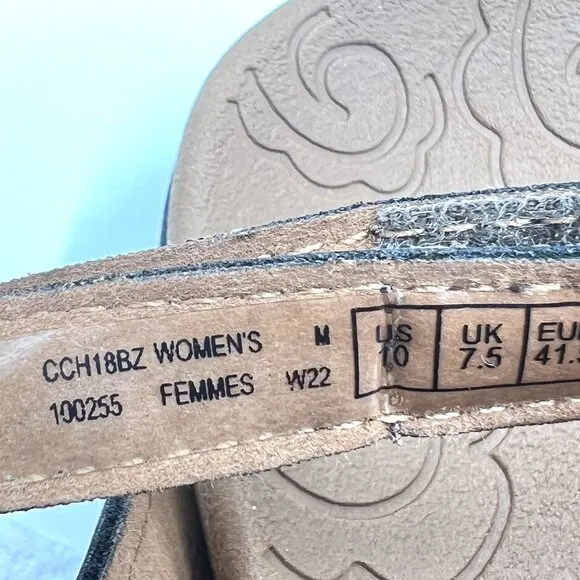 CCH18BZ WOMEN'S M
100255 FEMMES W22
US UK
10 7.5